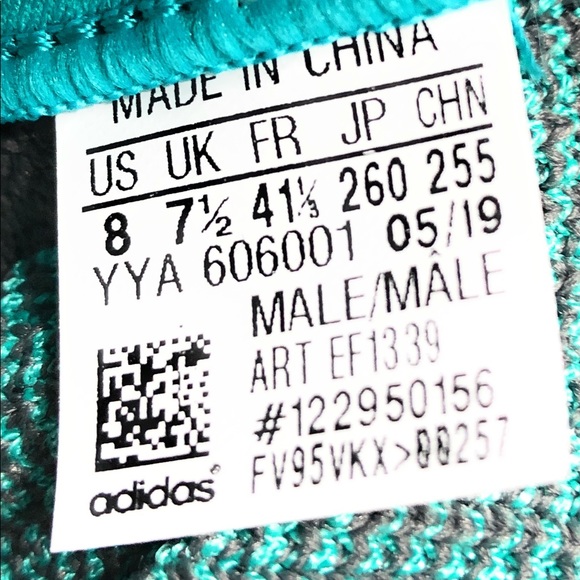 MADE IN CHINA
US UK FR JP CHN
8 7½ 41⅓ 260 255
YYA 606001 05/19
MALE/MÂLE
ART EF1339
#122950156
FV95VKX>00257
adidas®